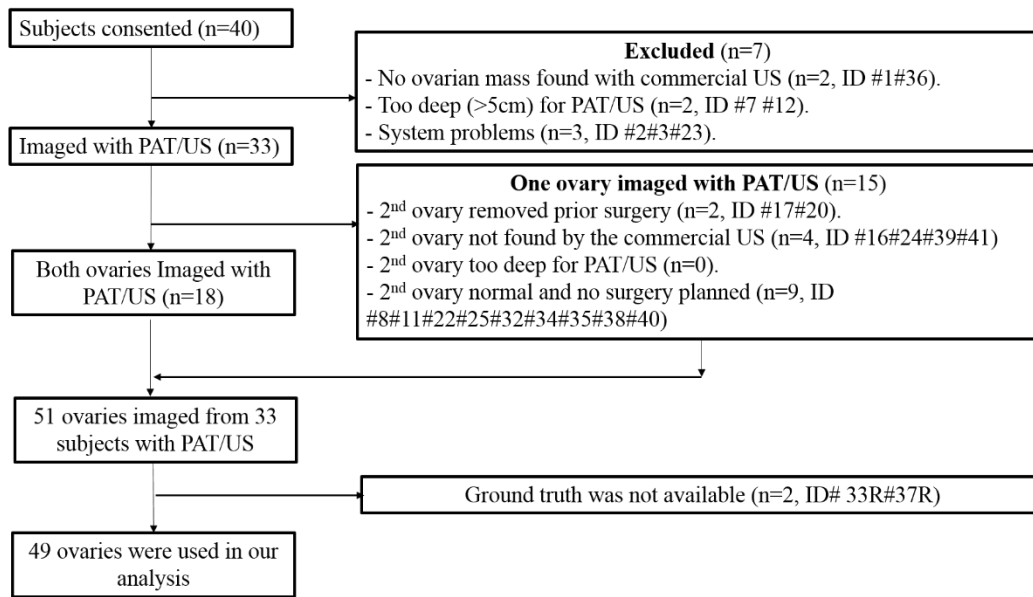 Subjects consented (n=40)
Excluded (n=7)
- No ovarian mass found with commercial US (n=2, ID #1#36).
- Too deep (>5cm) for PAT/US (n=2, ID #7 #12).
- System problems (n=3, ID #2#3#23).
Imaged with PAT/US (n=33)
One ovary imaged with PAT/US (n=15)
- 2nd ovary removed prior surgery (n=2, ID #17#20).
- 2nd ovary not found by the commercial US (n=4, ID #16#24#39#41)
- 2nd ovary too deep for PAT/US (n=0).
- 2nd ovary normal and no surgery planned (n=9, ID
#8#11#22#25#32#34#35#38#40)
Both ovaries Imaged with
PAT/US (n=18)
51 ovaries imaged from 33
subjects with PAT/US
Ground truth was not available (n=2, ID# 33R#37R)
49 ovaries were used in our
analysis